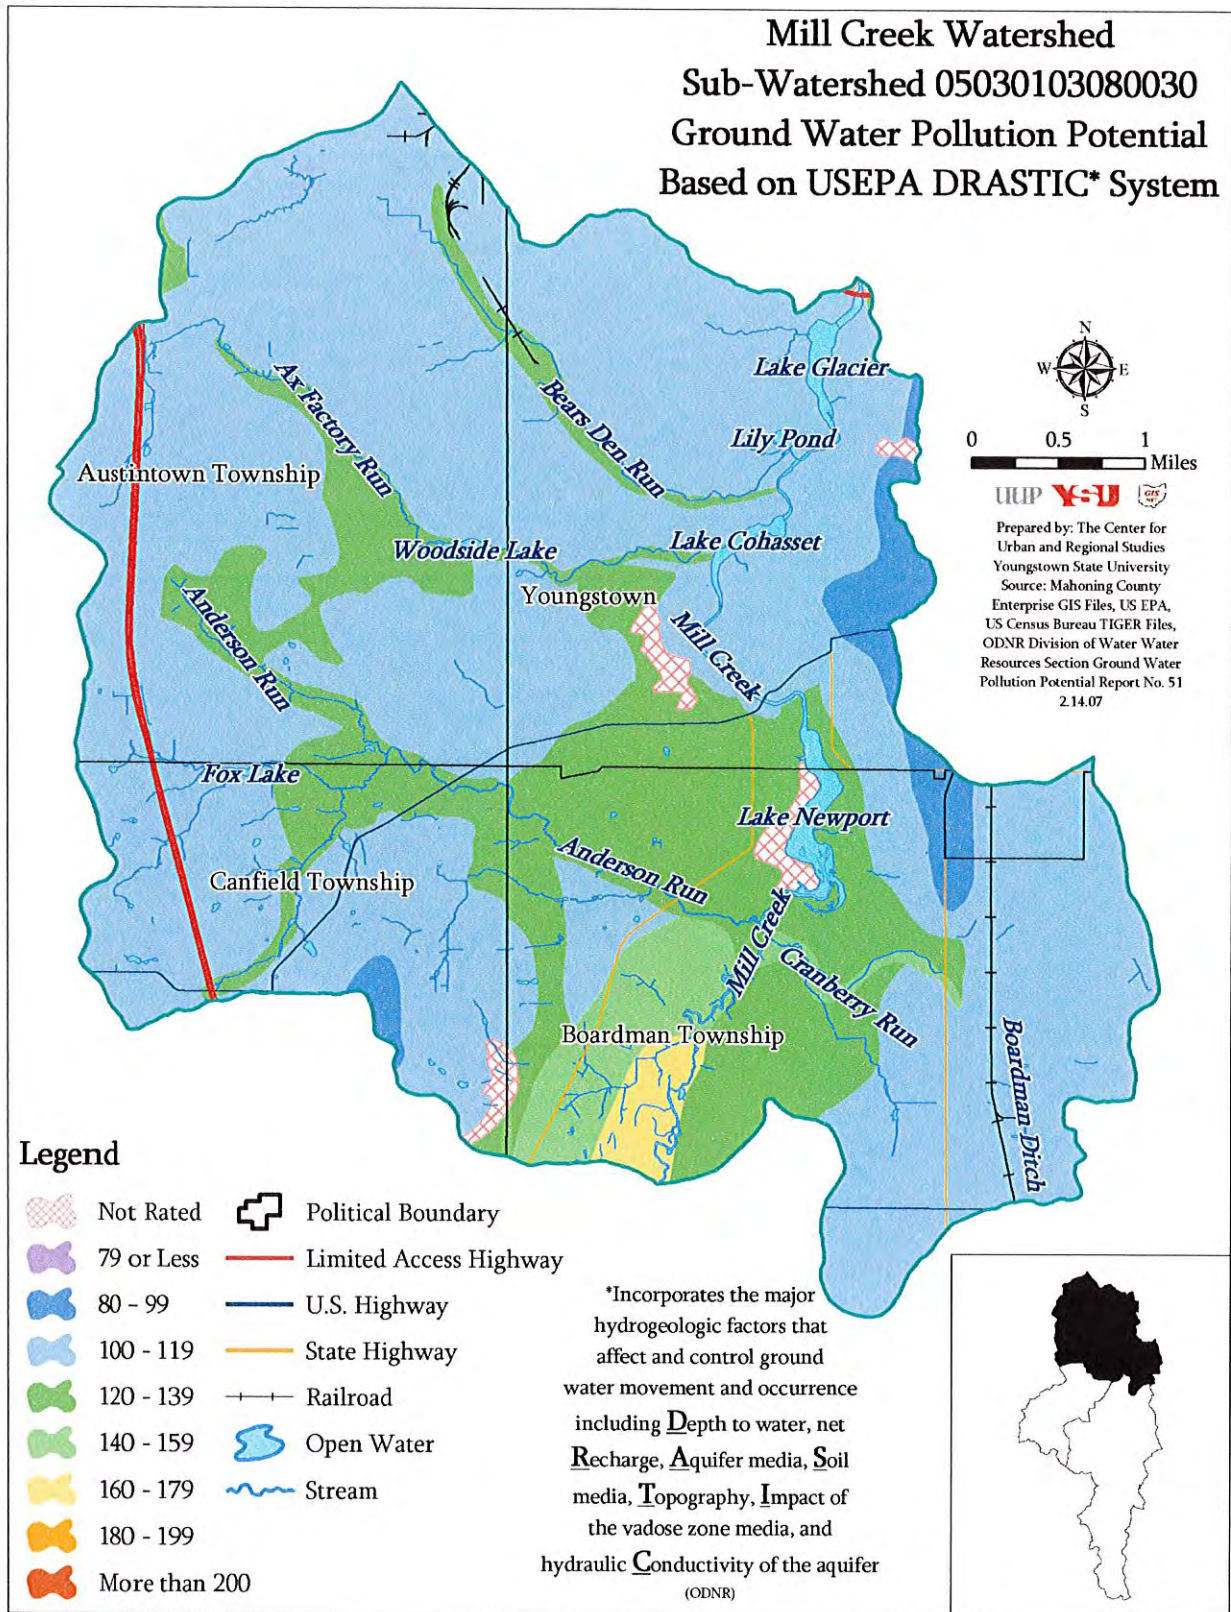 Mill Creek Watershed
Sub-Watershed 05030103080030
Ground Water Pollution Potential
Based on USEPA DRASTIC* System
N
W E
S
0 0.5 1
Miles
UUP YSU GIS
Prepared by: The Center for
Urban and Regional Studies
Youngstown State University
Source: Mahoning County
Enterprise GIS Files, US EPA,
US Census Bureau TIGER Files,
ODNR Division of Water Water
Resources Section Ground Water
Pollution Potential Report No. 51
2.14.07
Lake Glacier
Ax Factory Run
Bears Den Run
Lily Pond
Austintown Township
Lake Cohasset
Woodside Lake
Youngstown
Anderson Run
Mill Creek
Fox Lake
Lake Newport
Anderson Run
Canfield Township
Mill Creek
Cranberry Run
Boardman Township
Boardman-Ditch
Legend
Not Rated
79 or Less
80 - 99
100 - 119
120 - 139
140 - 159
160 - 179
180 - 199
More than 200
Political Boundary
Limited Access Highway
U.S. Highway
State Highway
Railroad
Open Water
Stream
*Incorporates the major
hydrogeologic factors that
affect and control ground
water movement and occurrence
including Depth to water, net
Recharge, Aquifer media, Soil
media, Topography, Impact of
the vadose zone media, and
hydraulic Conductivity of the aquifer
(ODNR)